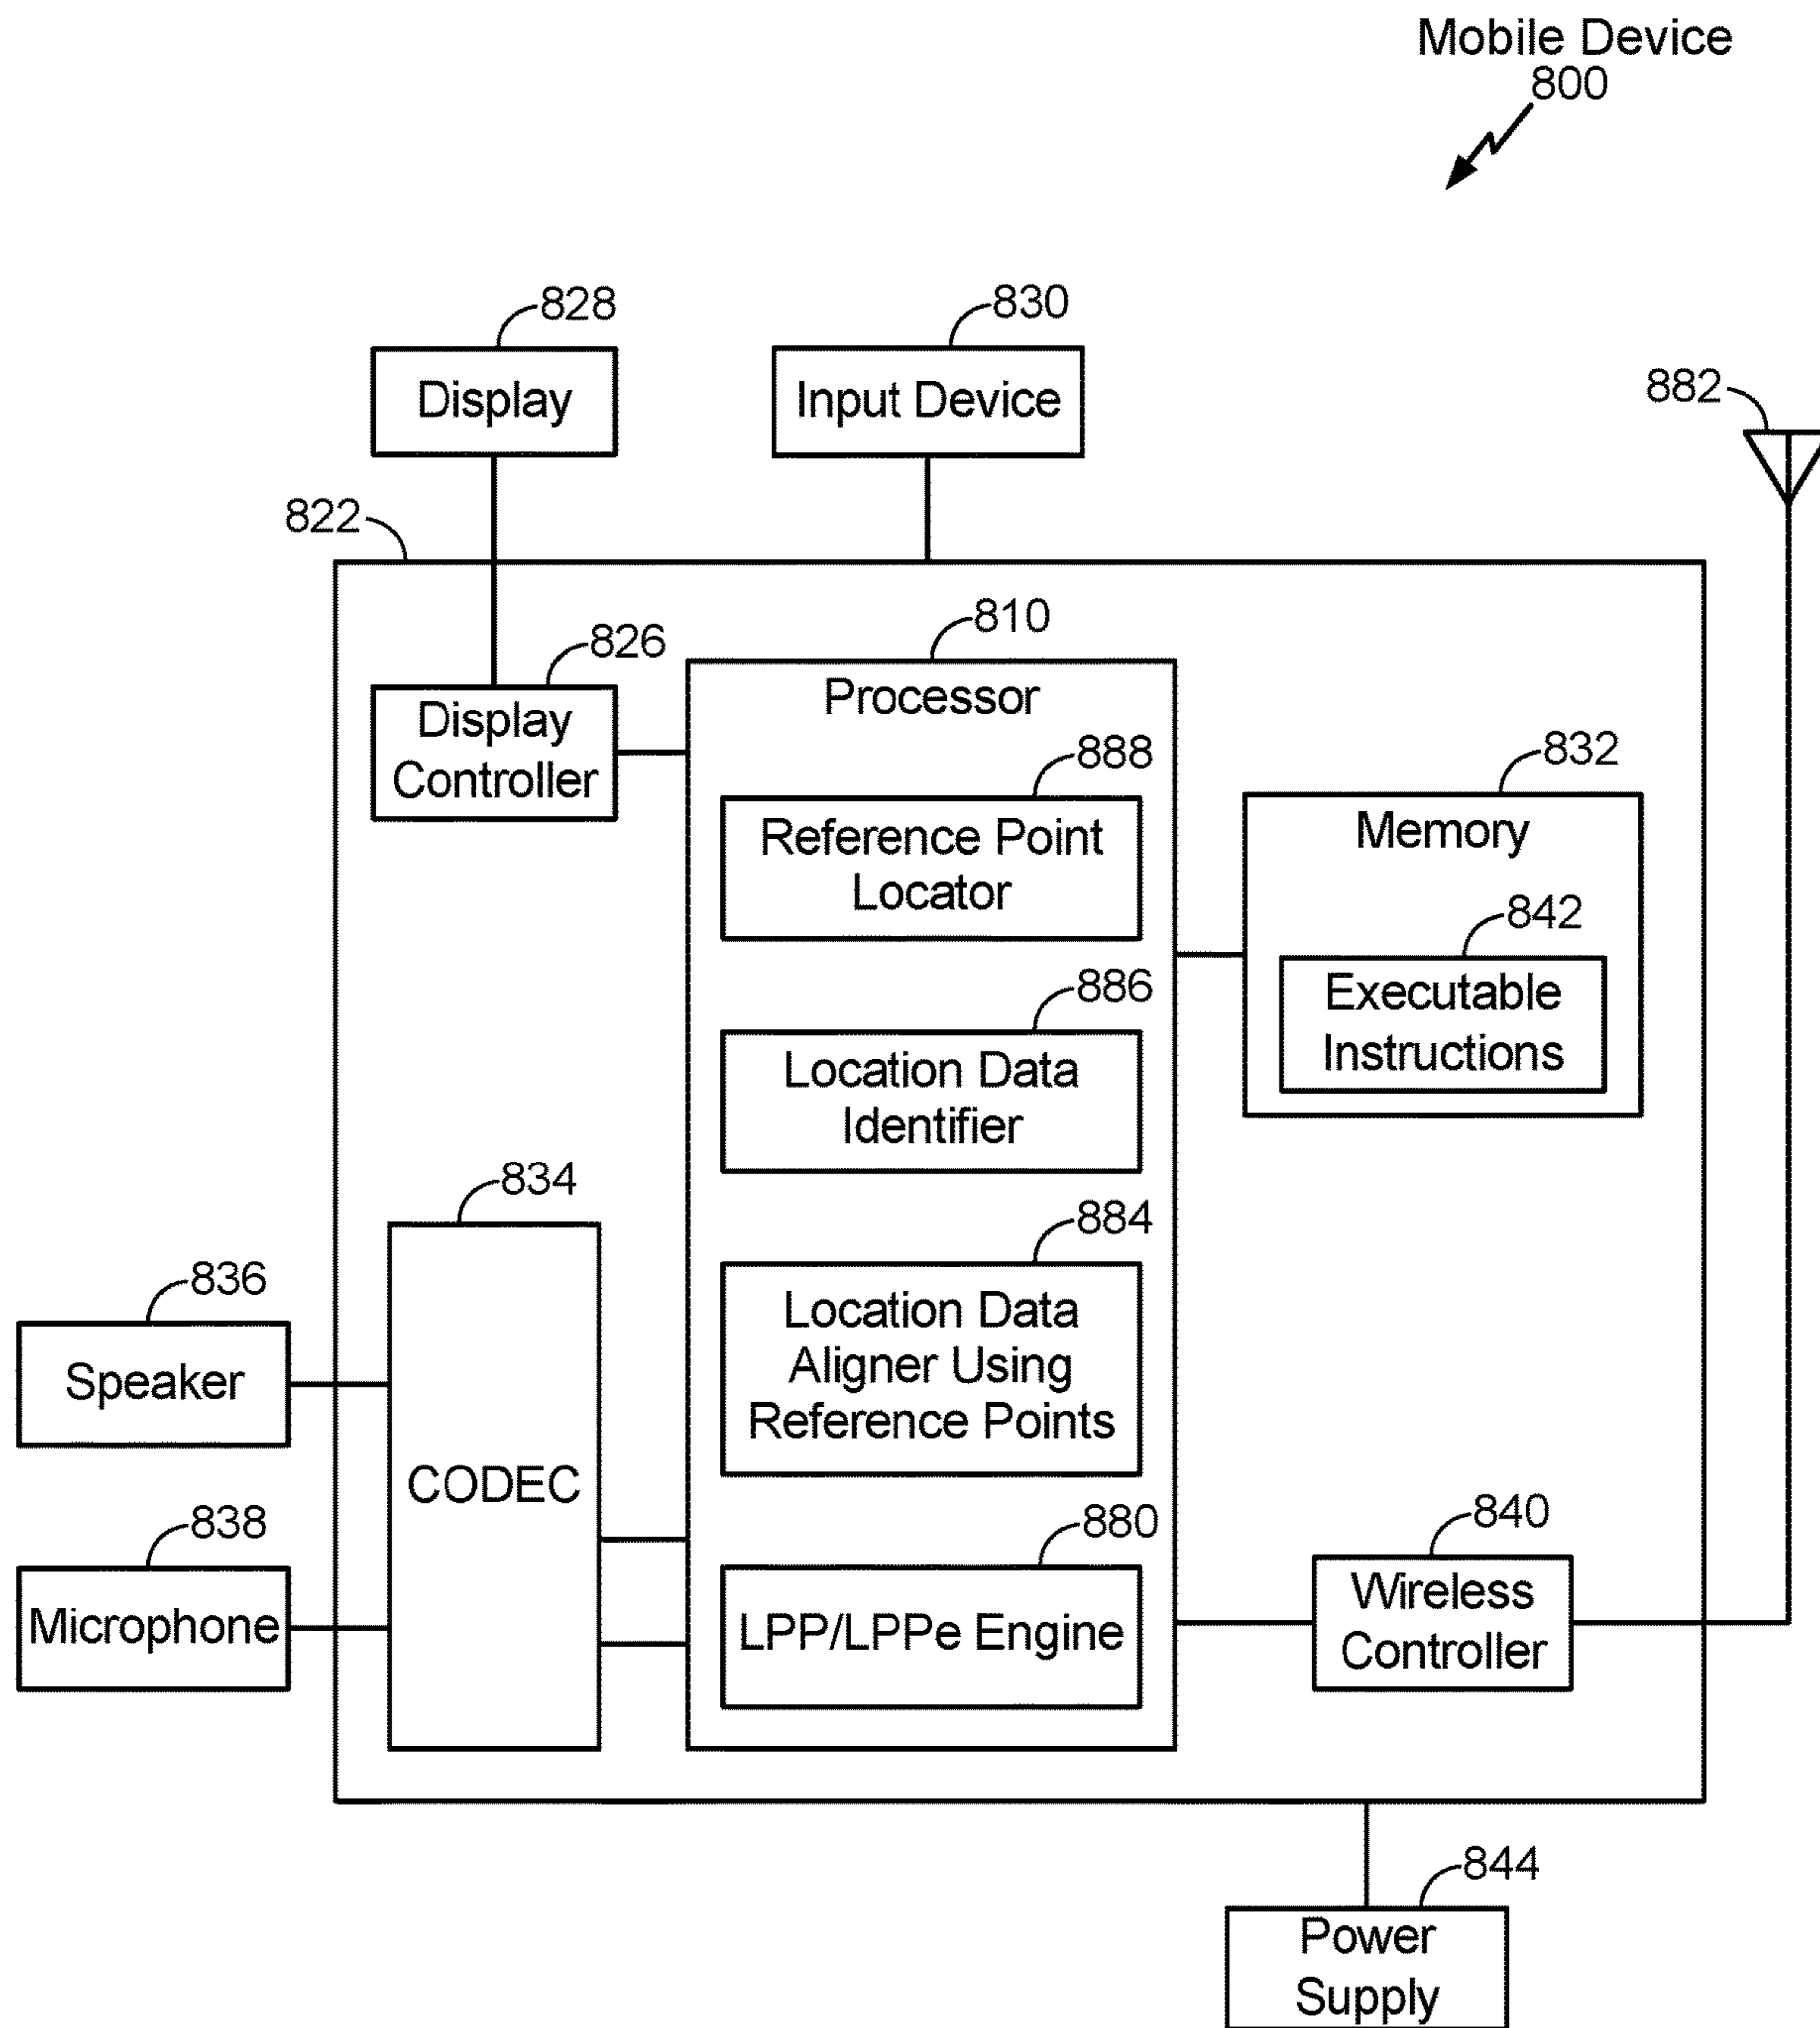 Mobile Device
800
828
830
Display
Input Device
882
822
810
826
Processor
Display
Controller
888
832
Reference Point
Locator
Memory
842
Executable
Instructions
886
Location Data
Identifier
834
884
836
Location Data
Aligner Using
Reference Points
Speaker
CODEC
838
880
840
Microphone
LPP/LPPe Engine
Wireless
Controller
844
Power
Supply